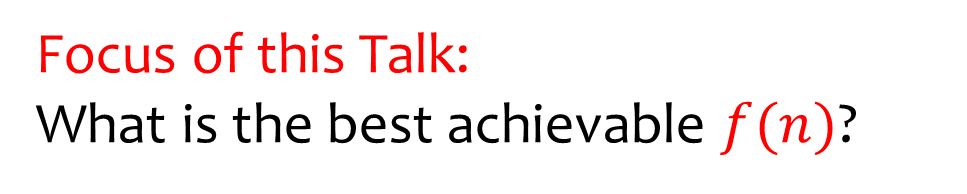 Focus of this Talk:
What is the best achievable f(n)?